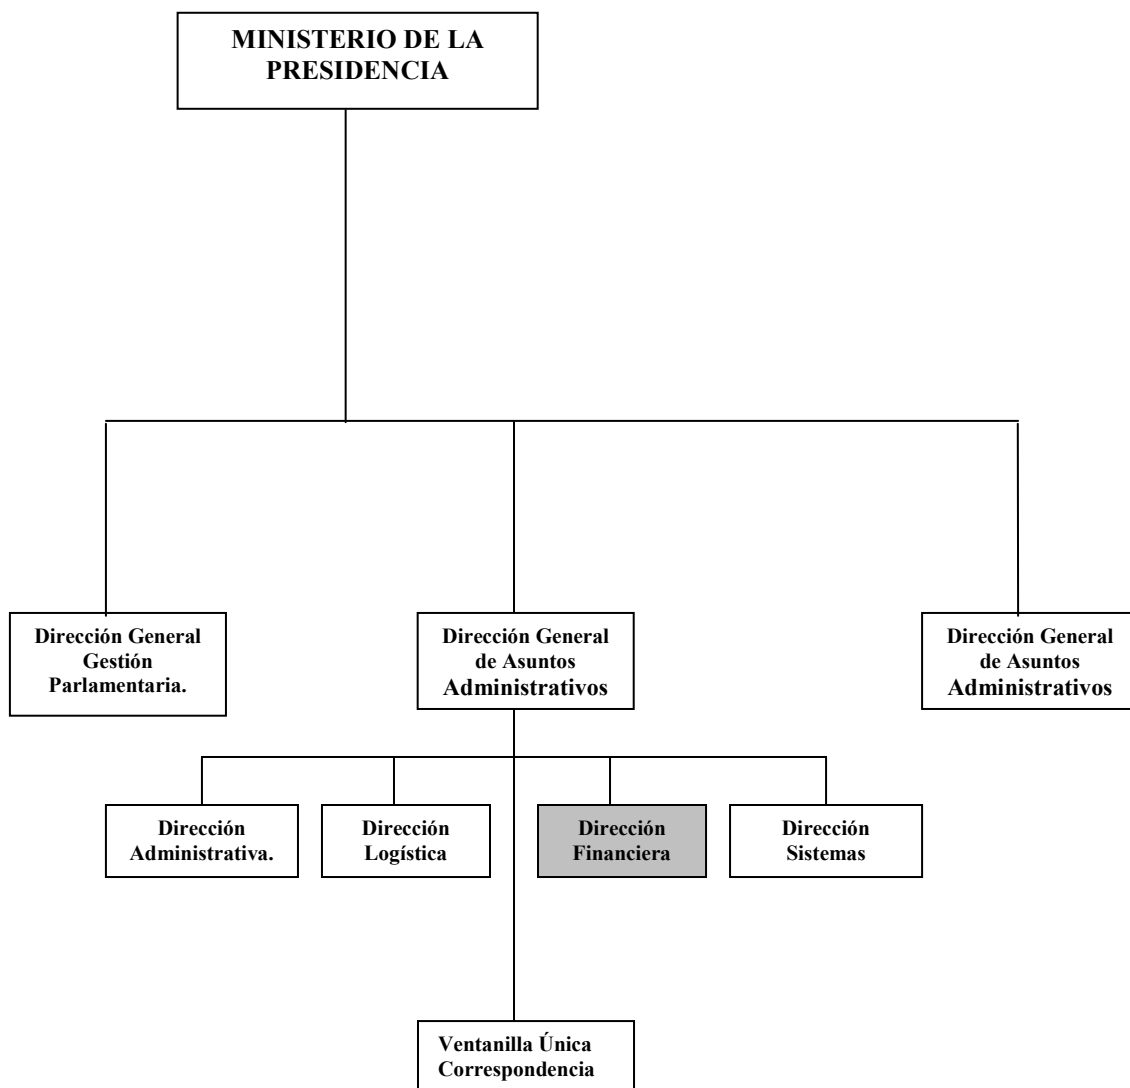 MINISTERIO DE LA
PRESIDENCIA
Dirección General
Gestión
Parlamentaria.
Dirección General
de Asuntos
Administrativos
Dirección General
de Asuntos
Administrativos
Dirección
Administrativa.
Dirección
Logística
Dirección
Financiera
Dirección
Sistemas
Ventanilla Única
Correspondencia